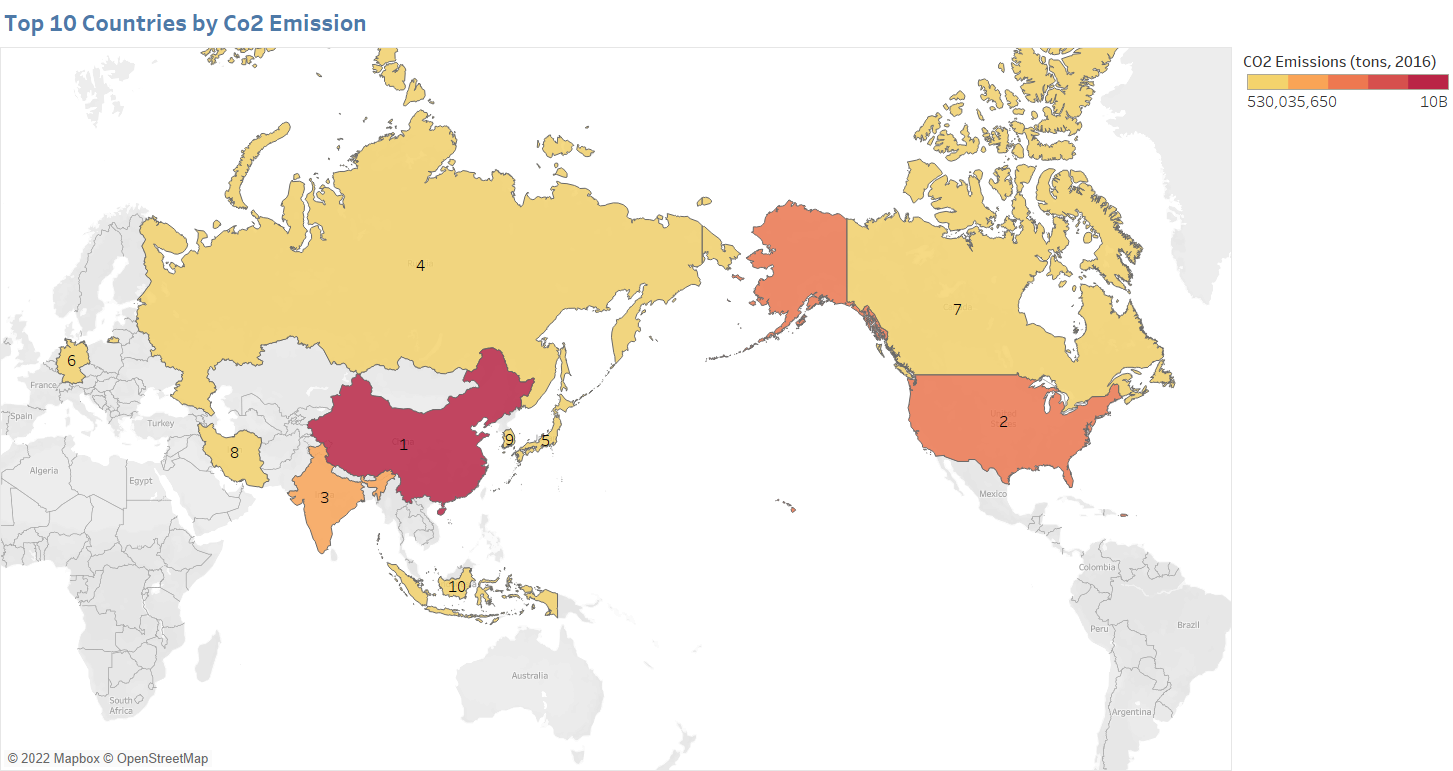 Top 10 Countries by Co2 Emission
CO2 Emissions (tons, 2016)
530,035,650 10B
4
7
6
France
Spain
Turkey
8
1
9
5
2
Algeria
Egypt
3
Mexico
10
Colombia
Peru
Brazil
Australia
South
Africa
Argentina
© 2022 Mapbox © OpenStreetMap